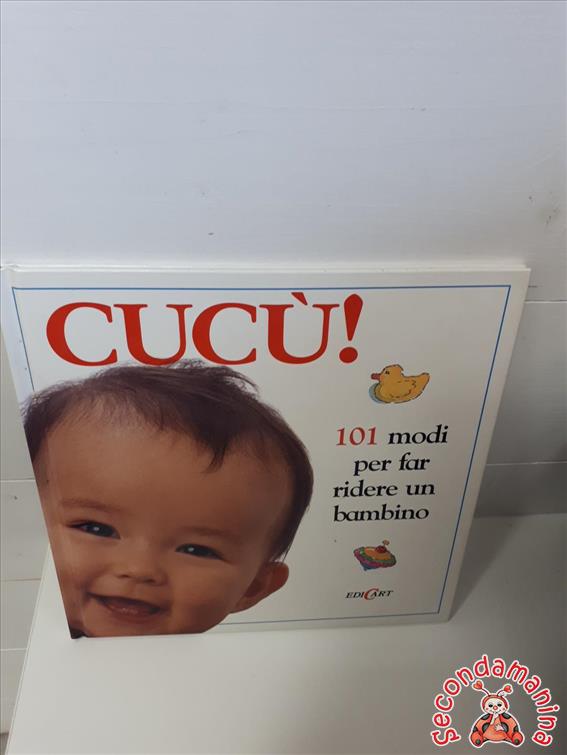 CUCÙ!
101 modi
per far
ridere un
bambino
EDICART
Secondamanina